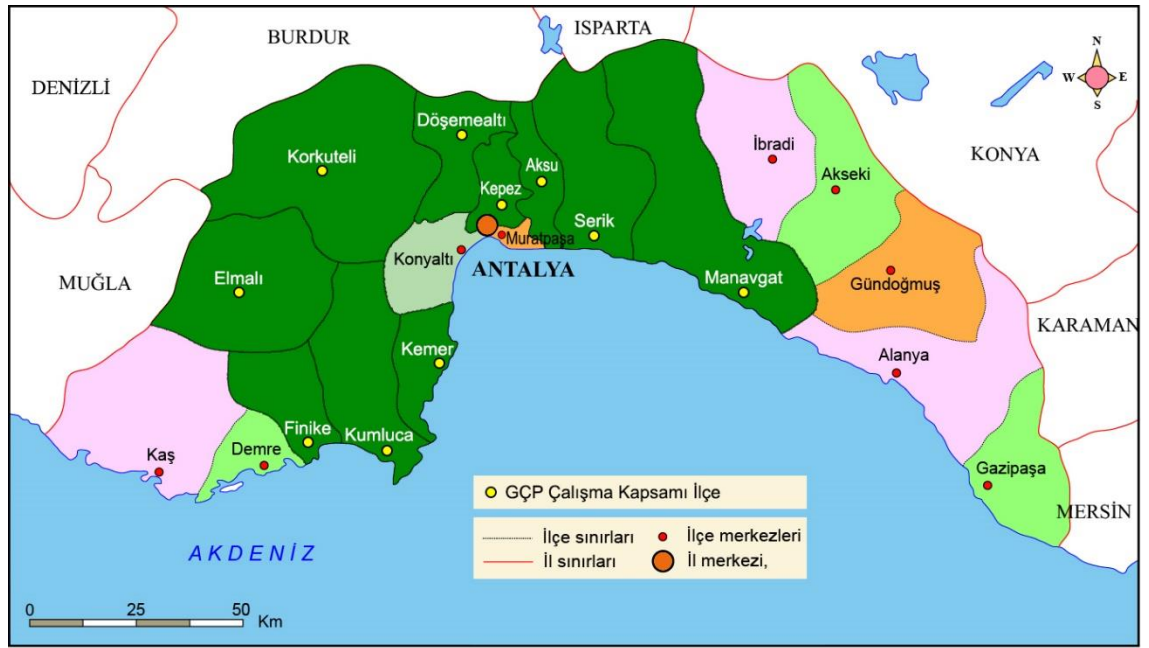 ISPARTA
BURDUR
N
W E
S
DENİZLİ
Döşemealtı
İbradi
KONYA
Korkuteli
Aksu
Akseki
Kepez
Serik
Muratpaşa
Konyaltı
ANTALYA
MUĞLA
Elmalı
Manavgat
Gündoğmuş
KARAMAN
Kemer
Alanya
Finike
Kumluca
Kaş
Demre
Gazipaşa
GÇP Çalışma Kapsamı İlçe
MERSİN
İlçe sınırları
İlçe merkezleri
İl sınırları
İl merkezi,
AKDENİZ
0 25 50
Km